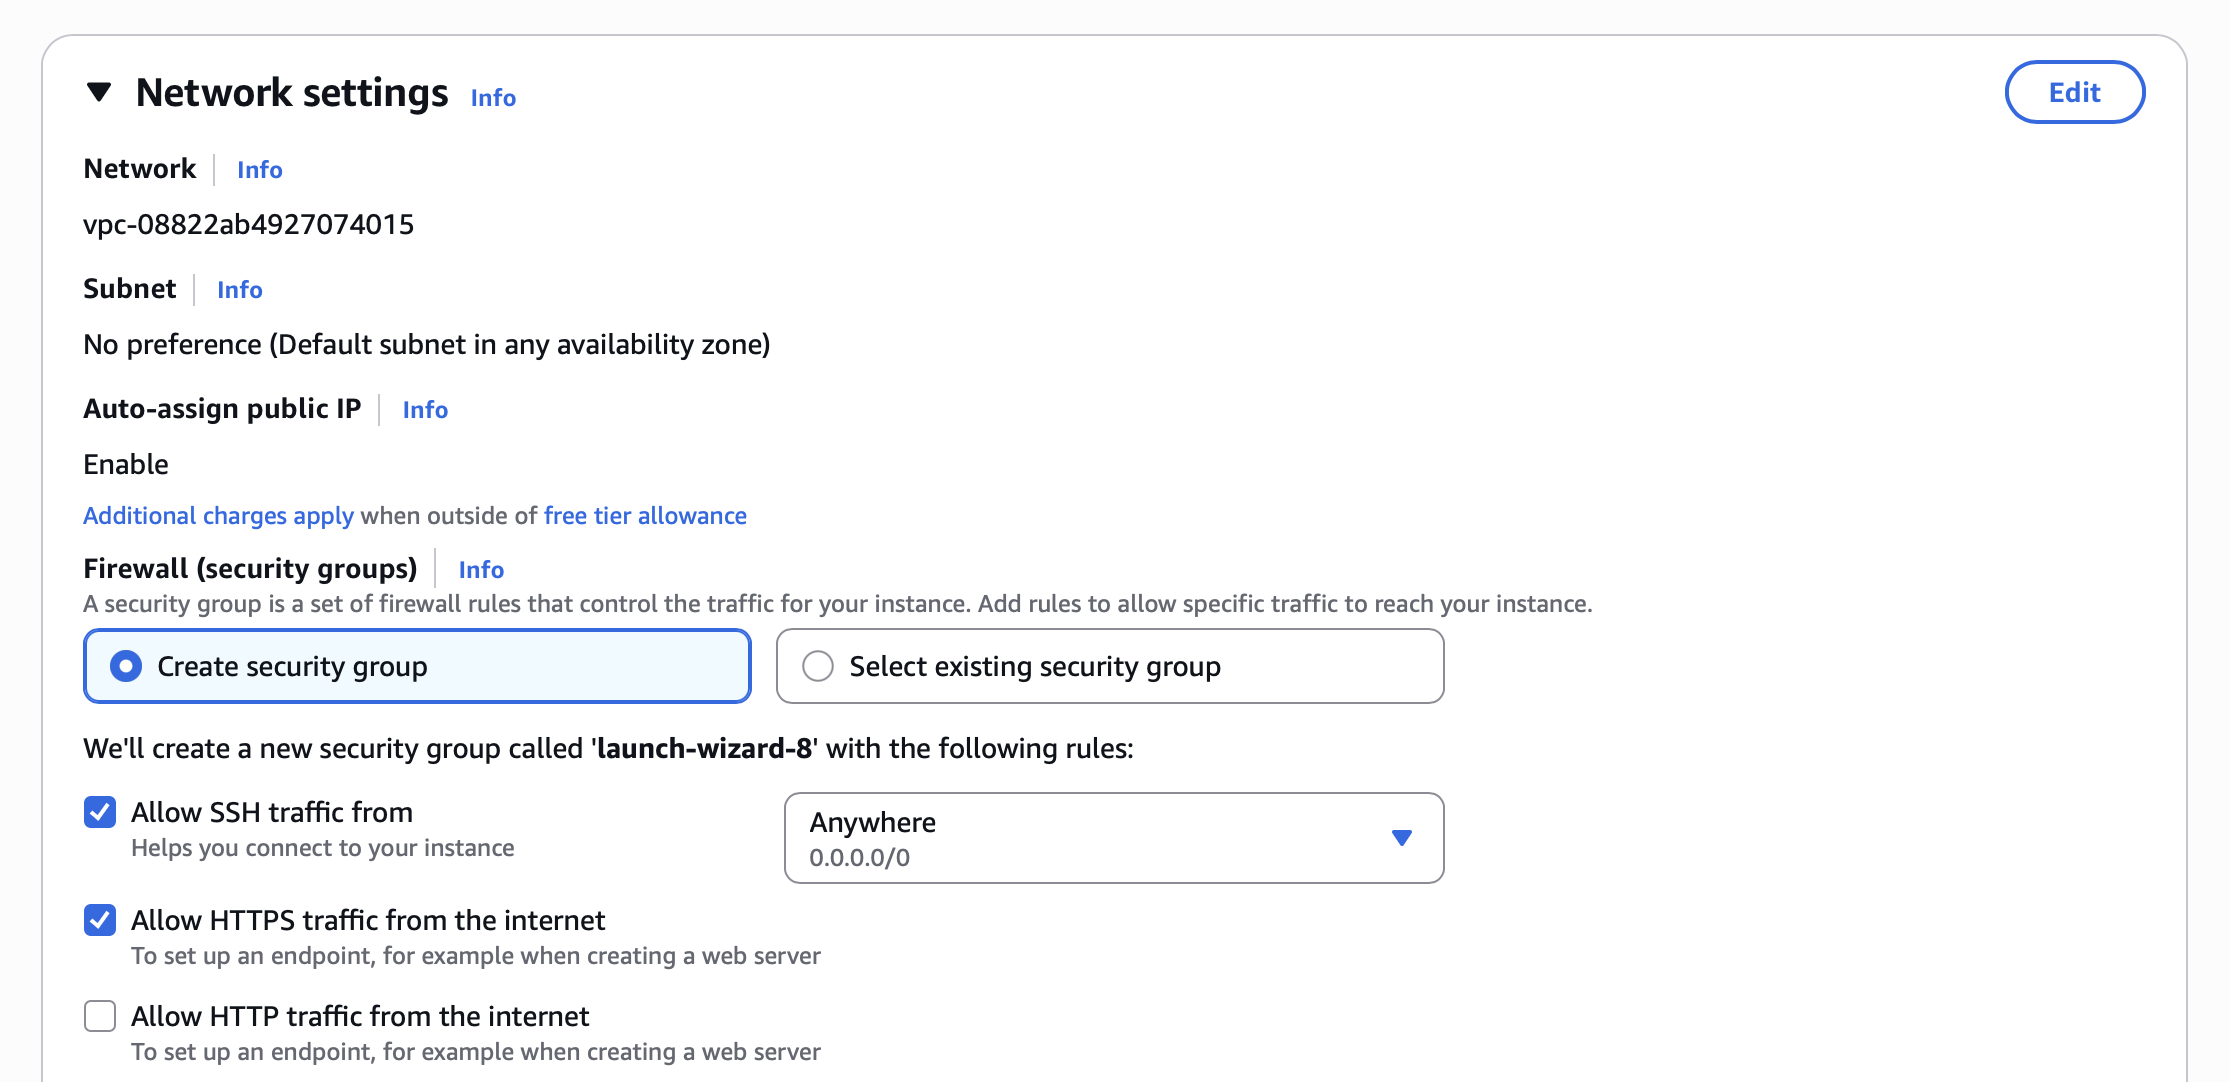 Network settings Info
Edit
Network Info
vpc-08822ab4927074015
Subnet Info
No preference (Default subnet in any availability zone)
Auto-assign public IP Info
Enable
Additional charges apply when outside of free tier allowance
Firewall (security groups) Info
A security group is a set of firewall rules that control the traffic for your instance. Add rules to allow specific traffic to reach your instance.
Create security group
Select existing security group
We'll create a new security group called 'launch-wizard-8' with the following rules:
Allow SSH traffic from
Helps you connect to your instance
Anywhere
0.0.0.0/0
Allow HTTPS traffic from the internet
To set up an endpoint, for example when creating a web server
Allow HTTP traffic from the internet
To set up an endpoint, for example when creating a web server